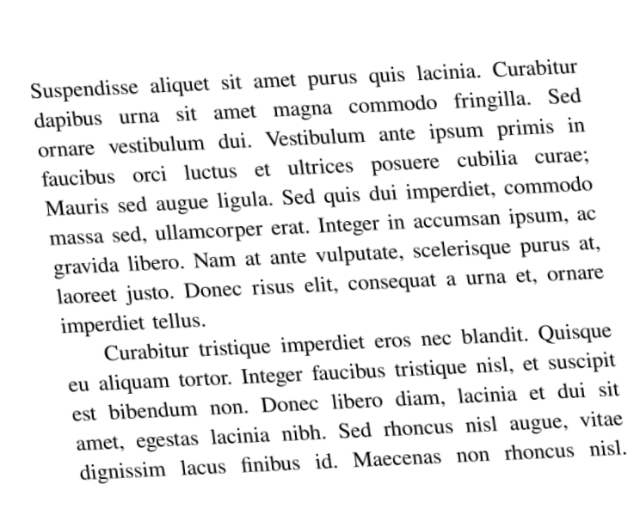 Suspendisse aliquet sit amet purus quis lacinia. Curabitur
dapibus urna sit amet magna commodo fringilla. Sed
ornare vestibulum dui. Vestibulum ante ipsum primis in
faucibus orci luctus et ultrices posuere cubilia curae;
Mauris sed augue ligula. Sed quis dui imperdiet, commodo
massa sed, ullamcorper erat. Integer in accumsan ipsum, ac
gravida libero. Nam at ante vulputate, scelerisque purus at,
laoreet justo. Donec risus elit, consequat a urna et, ornare
imperdiet tellus.
Curabitur tristique imperdiet eros nec blandit. Quisque
eu aliquam tortor. Integer faucibus tristique nisl, et suscipit
est bibendum non. Donec libero diam, lacinia et dui sit
amet, egestas lacinia nibh. Sed rhoncus nisl augue, vitae
dignissim lacus finibus id. Maecenas non rhoncus nisl.